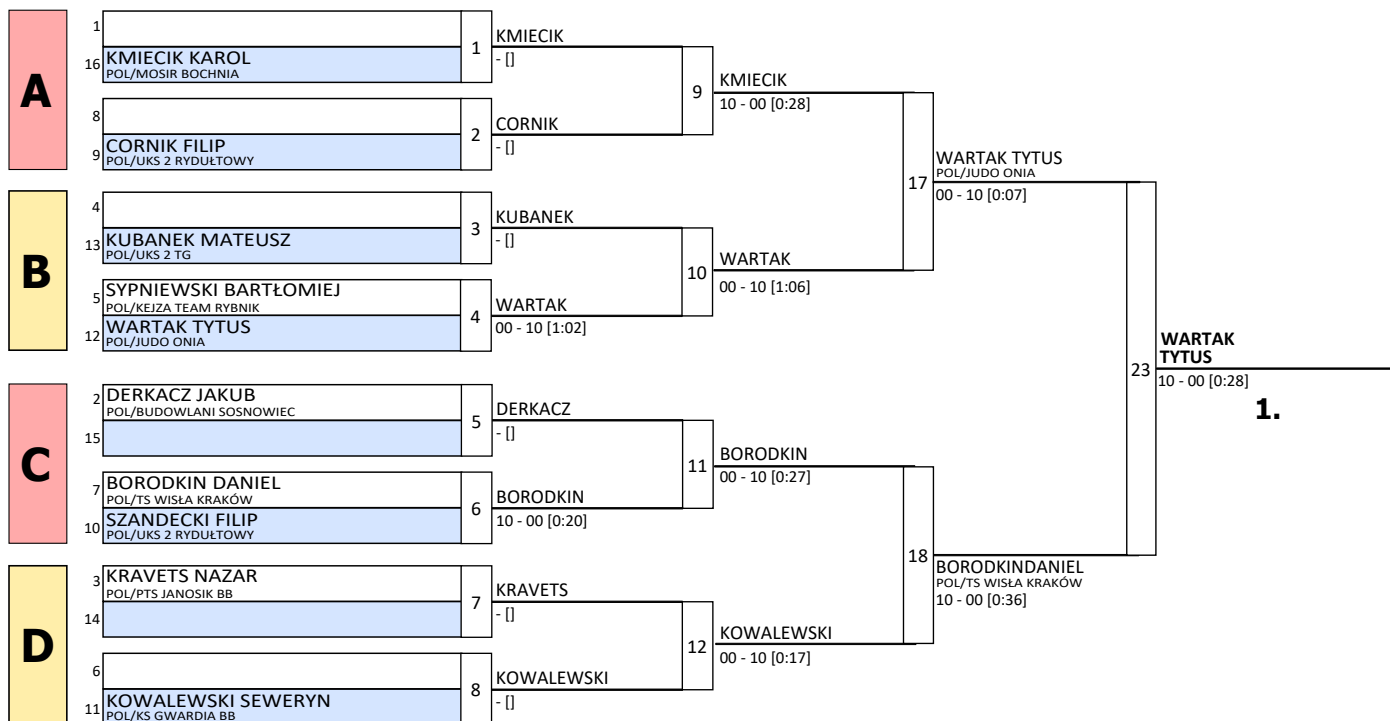 A
1
1
16
KMIECIK KAROL
POL/MOSIR BOCHNIA
KMIECIK
- []
8
2
9
CORNIK FILIP
POL/UKS 2 RYDUŁTOWY
CORNIK
- []
9
KMIECIK
10 - 00 [0:28]
B
4
3
13
KUBANEK MATEUSZ
POL/UKS 2 TG
KUBANEK
- []
5
SYPNIEWSKI BARTŁOMIEJ
POL/KEJZA TEAM RYBNIK
4
12
WARTAK TYTUS
POL/JUDO ONIA
WARTAK
00 - 10 [1:02]
10
WARTAK
00 - 10 [1:06]
17
WARTAK TYTUS
POL/JUDO ONIA
00 - 10 [0:07]
C
2
DERKACZ JAKUB
POL/BUDOWLANI SOSNOWIEC
5
15
DERKACZ
- []
7
BORODKIN DANIEL
POL/TS WISŁA KRAKÓW
6
10
SZANDECKI FILIP
POL/UKS 2 RYDUŁTOWY
BORODKIN
10 - 00 [0:20]
11
BORODKIN
00 - 10 [0:27]
D
3
KRAVETS NAZAR
POL/PTS JANOSIK BB
7
14
KRAVETS
- []
6
8
11
KOWALEWSKI SEWERYN
POL/KS GWARDIA BB
KOWALEWSKI
- []
12
KOWALEWSKI
00 - 10 [0:17]
18
BORODKINDANIEL
POL/TS WISŁA KRAKÓW
10 - 00 [0:36]
23
WARTAK
TYTUS
10 - 00 [0:28]
1.